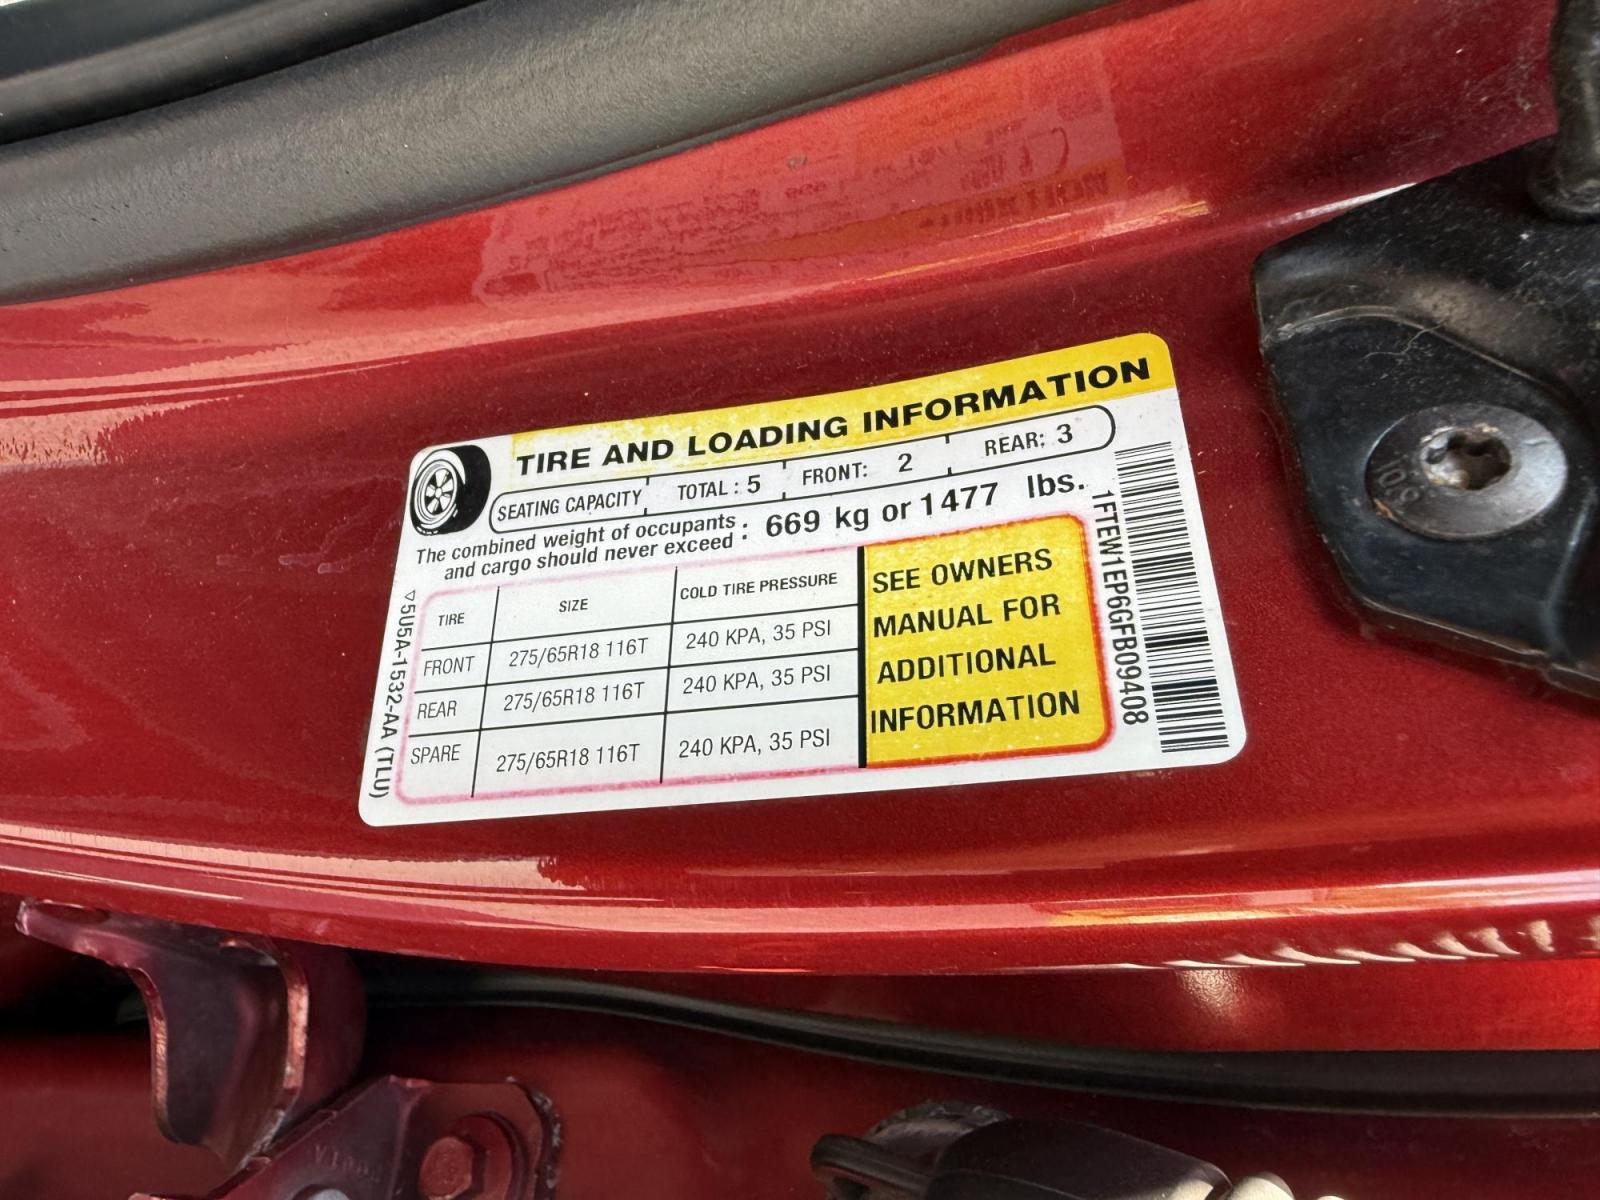 TIRE AND LOADING INFORMATION
SEATING CAPACITY TOTAL : 5 FRONT: 2 REAR: 3
The combined weight of occupants
and cargo should never exceed : 669 kg or 1477 lbs.
TIRE SIZE COLD TIRE PRESSURE
FRONT 275/65R18 116T 240 KPA, 35 PSI
REAR 275/65R18 116T 240 KPA, 35 PSI
SPARE 275/65R18 116T 240 KPA, 35 PSI
SEE OWNERS
MANUAL FOR
ADDITIONAL
INFORMATION
5U5A-1532-AA (TLU)
1FTEW1EP6GFB09408
10.9